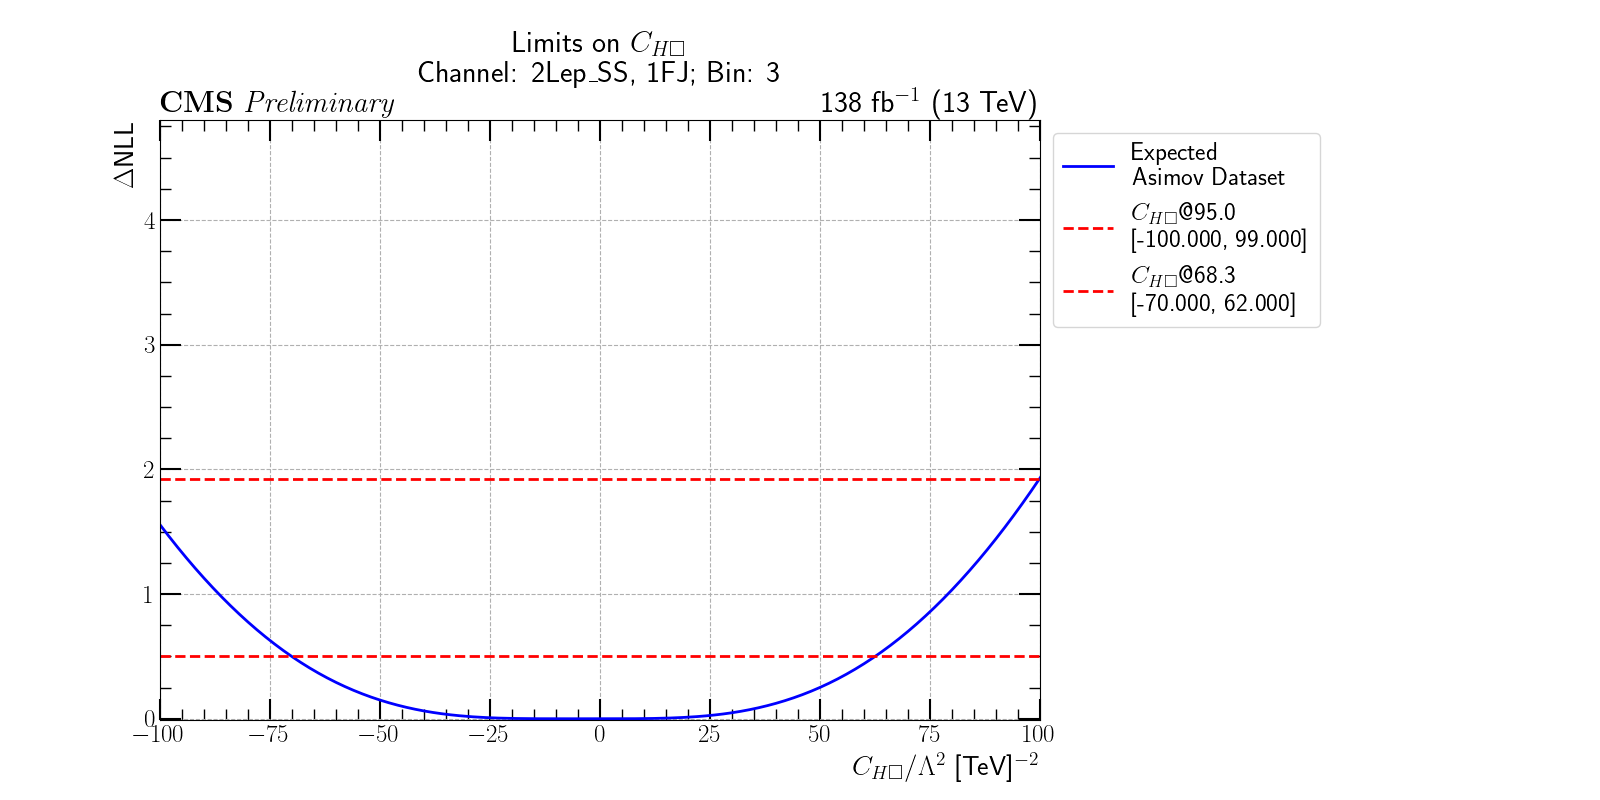 Limits on C_{H□}
Channel: 2Lep_SS, 1FJ; Bin: 3
CMS Preliminary
138 fb⁻¹ (13 TeV)
ΔNLL
4
3
2
1
0
−100 −75 −50 −25 0 25 50 75 100
C_{H□}/Λ² [TeV]⁻²
Expected
Asimov Dataset
C_{H□}@95.0
[-100.000, 99.000]
C_{H□}@68.3
[-70.000, 62.000]